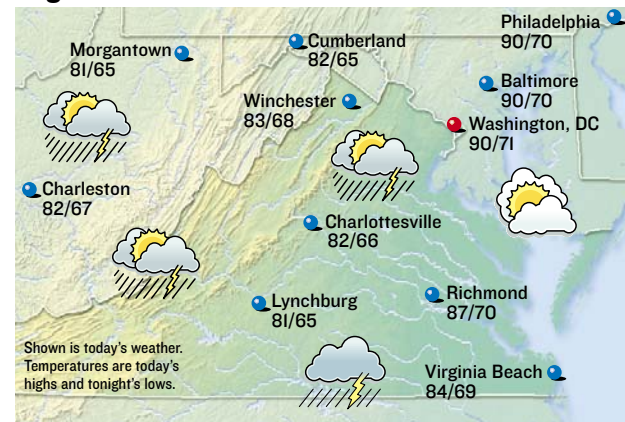 Philadelphia
90/70
Morgantown
81/65
Cumberland
82/65
Baltimore
90/70
Winchester
83/68
Washington, DC
90/71
Charleston
82/67
Charlottesville
82/66
Lynchburg
81/65
Richmond
87/70
Shown is today's weather.
Temperatures are today's
highs and tonight's lows.
Virginia Beach
84/69